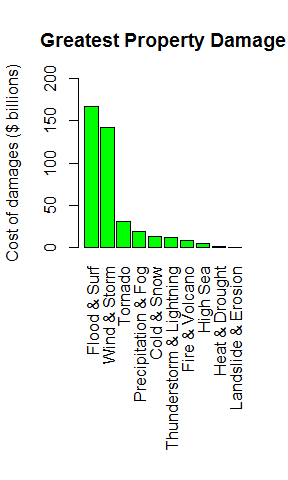 Greatest Property Damage
Cost of damages ($ billions)
200
150
100
50
0
Flood & Surf
Wind & Storm
Tornado
Precipitation & Fog
Cold & Snow
Thunderstorm & Lightning
Fire & Volcano
High Sea
Heat & Drought
Landslide & Erosion